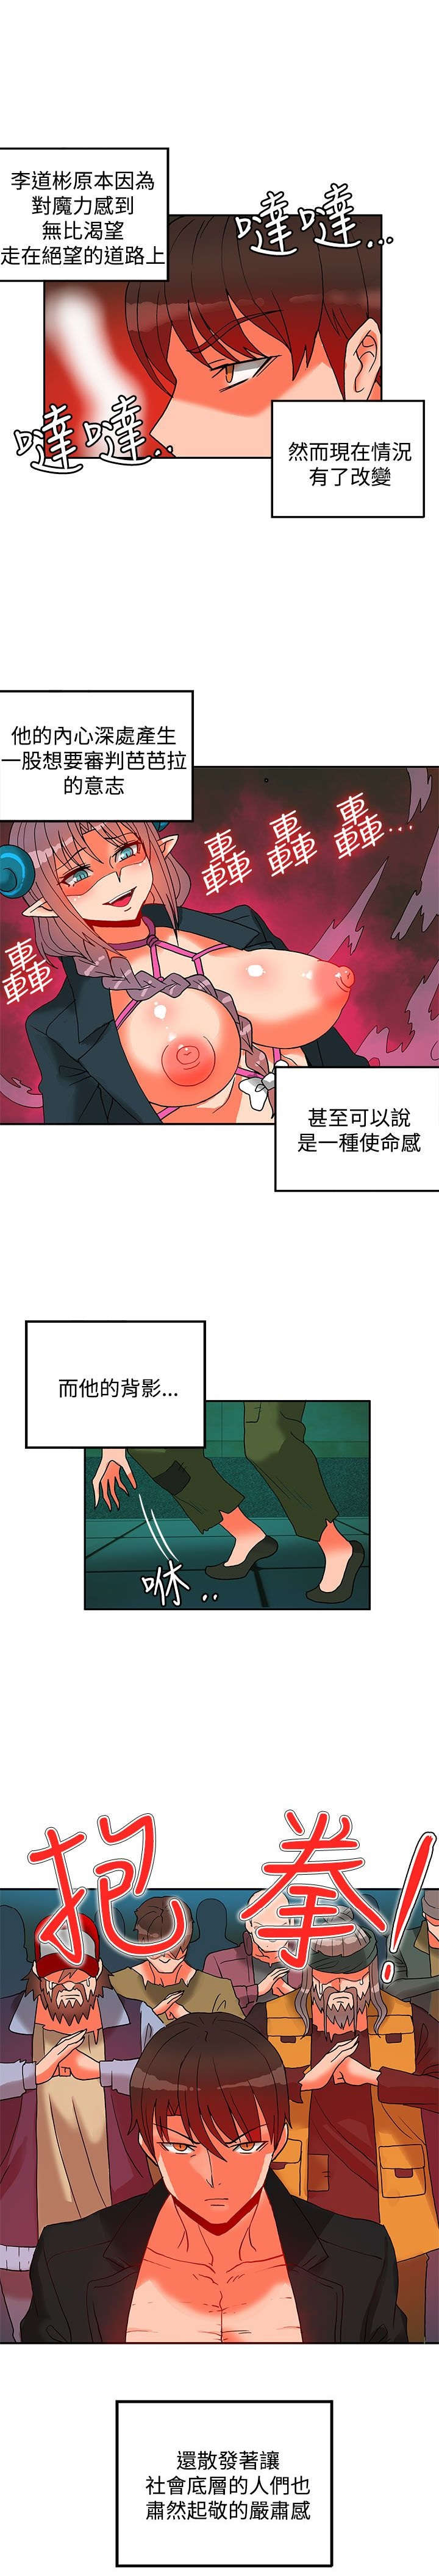 李道彬原本因為
對魔力感到
無比渴望
走在絕望的道路上
噠噠...
噠噠..
然而現在情況
有了改變
他的內心深處產生
一股想要審判芭芭拉
的意志
轟轟轟...
轟
甚至可以說
是一種使命感
而他的背影...
咻..
抱拳!
還散發著讓
社會底層的人們也
肅然起敬的嚴肅感